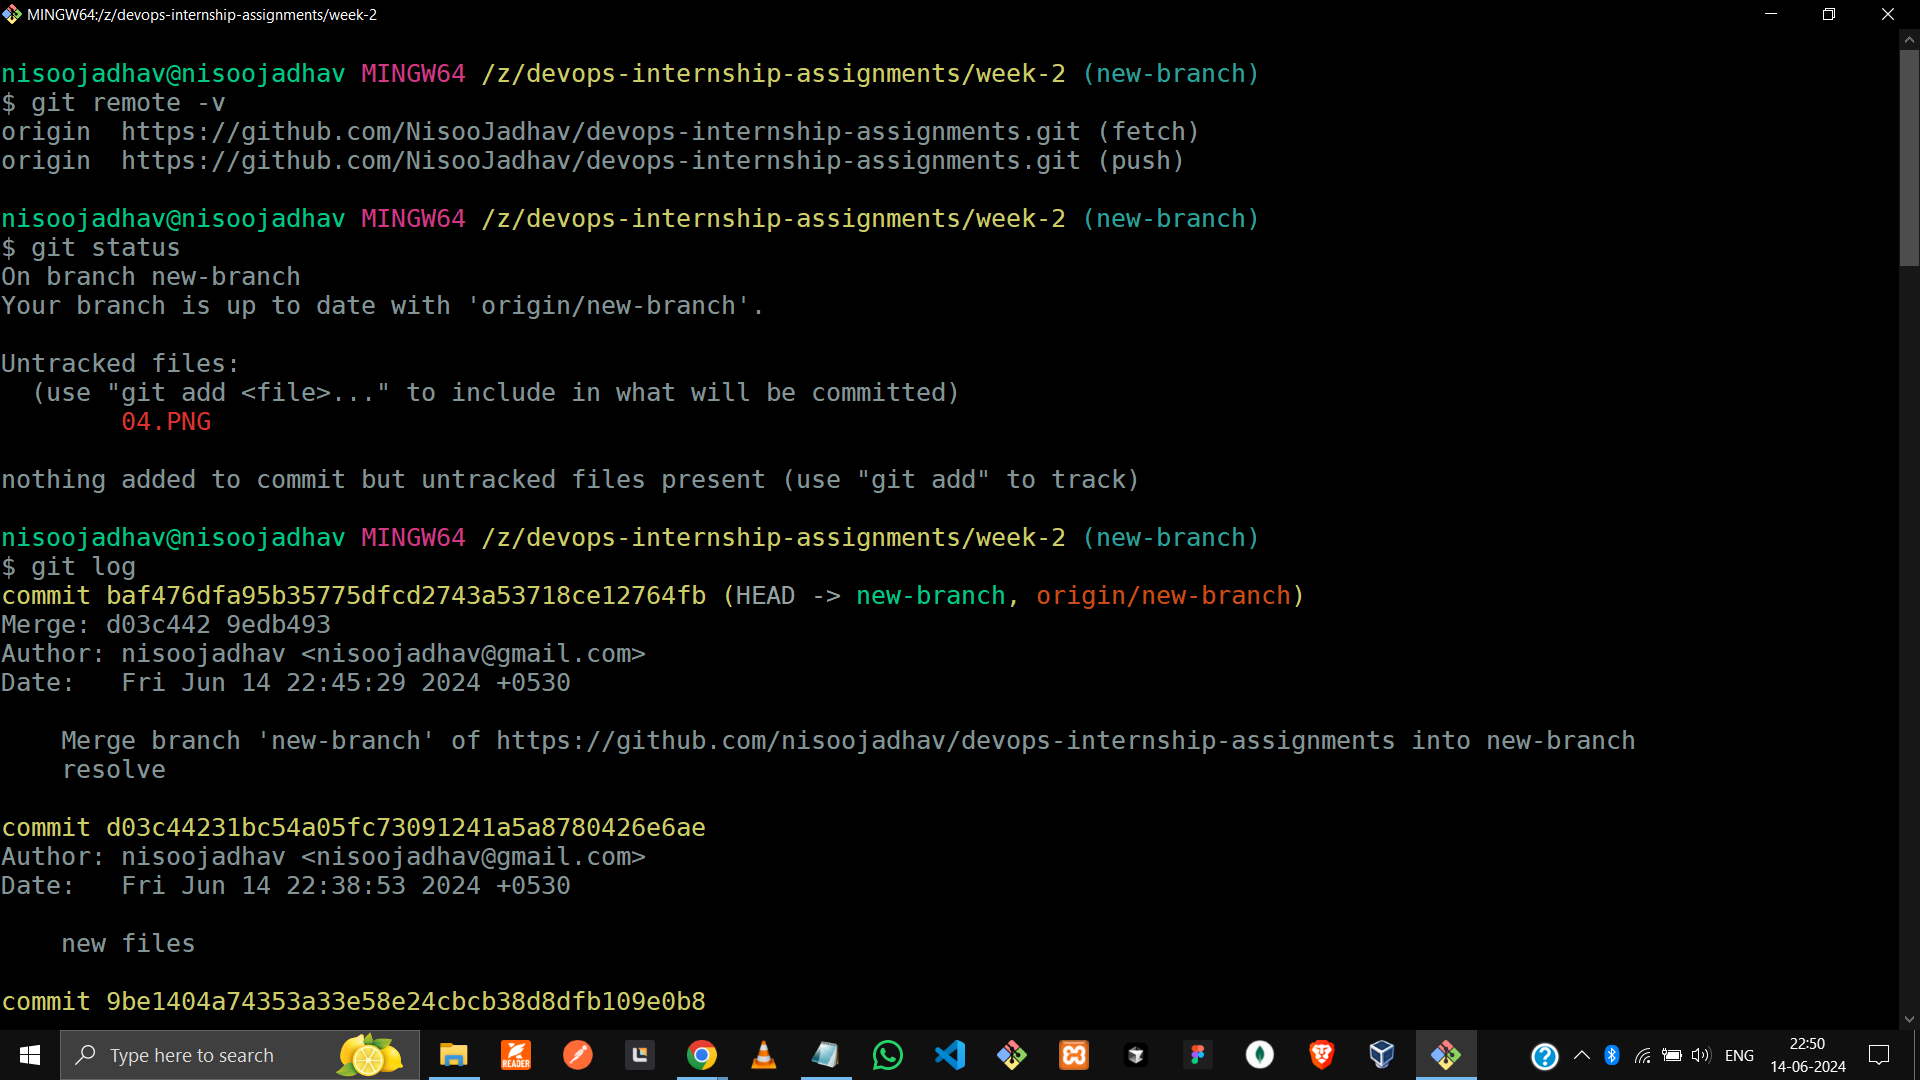 MINGW64:/z/devops-internship-assignments/week-2
nisoojadhav@nisoojadhav MINGW64 /z/devops-internship-assignments/week-2 (new-branch)
$ git remote -v
origin  https://github.com/NisooJadhav/devops-internship-assignments.git (fetch)
origin  https://github.com/NisooJadhav/devops-internship-assignments.git (push)
nisoojadhav@nisoojadhav MINGW64 /z/devops-internship-assignments/week-2 (new-branch)
$ git status
On branch new-branch
Your branch is up to date with 'origin/new-branch'.
Untracked files:
  (use "git add <file>..." to include in what will be committed)
        04.PNG
nothing added to commit but untracked files present (use "git add" to track)
nisoojadhav@nisoojadhav MINGW64 /z/devops-internship-assignments/week-2 (new-branch)
$ git log
commit baf476dfa95b35775dfcd2743a53718ce12764fb (HEAD -> new-branch, origin/new-branch)
Merge: d03c442 9edb493
Author: nisoojadhav <nisoojadhav@gmail.com>
Date:   Fri Jun 14 22:45:29 2024 +0530
    Merge branch 'new-branch' of https://github.com/nisoojadhav/devops-internship-assignments into new-branch
    resolve
commit d03c44231bc54a05fc73091241a5a8780426e6ae
Author: nisoojadhav <nisoojadhav@gmail.com>
Date:   Fri Jun 14 22:38:53 2024 +0530
    new files
commit 9be1404a74353a33e58e24cbcb38d8dfb109e0b8
Type here to search
READER
ENG
22:50
14-06-2024